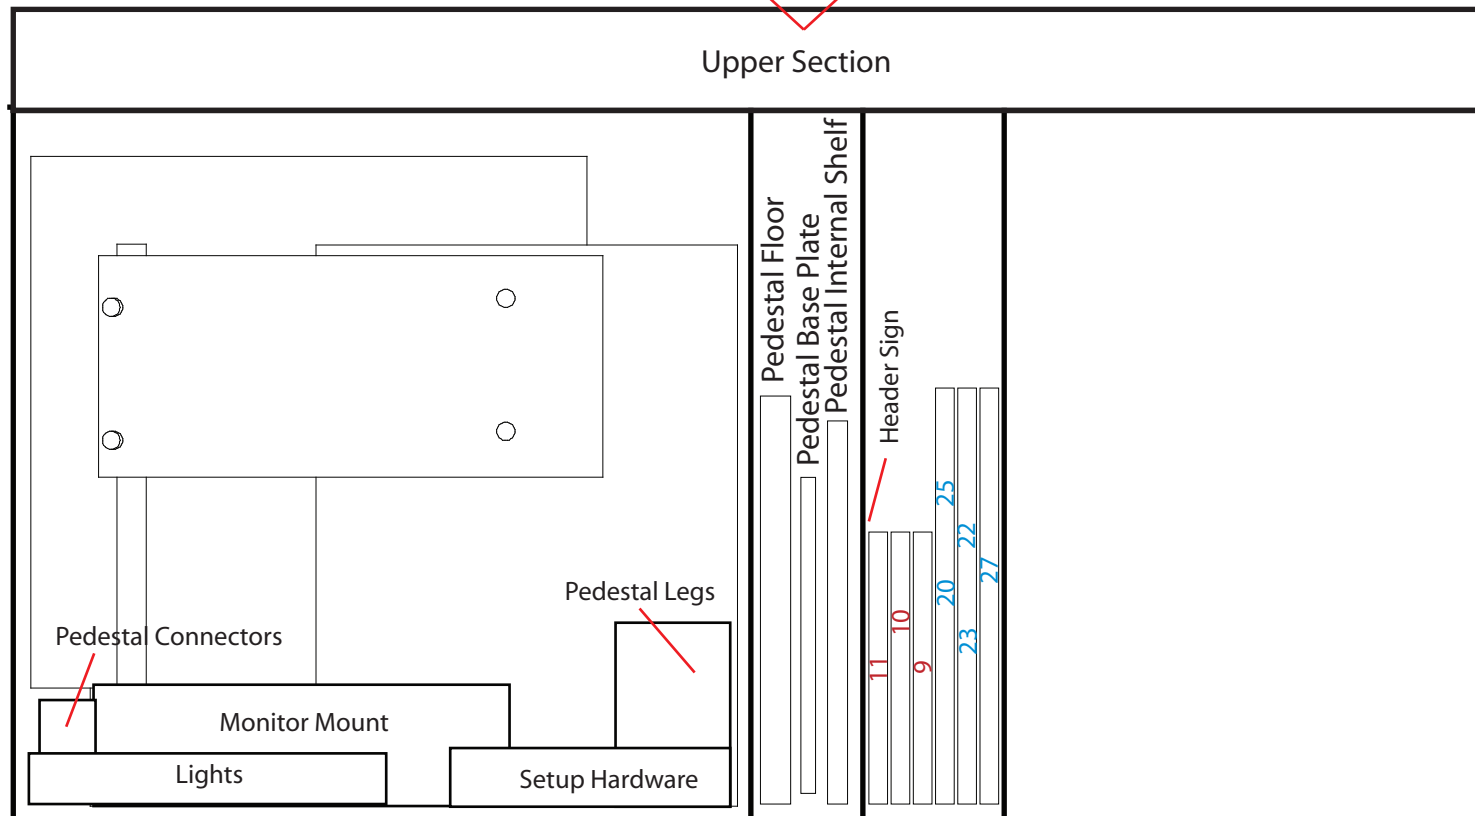 Upper Section
Pedestal Floor
Pedestal Base Plate
Pedestal Internal Shelf
Header Sign
Pedestal Legs
Pedestal Connectors
Monitor Mount
Lights
Setup Hardware
11
10
9
25
20
22
23
27